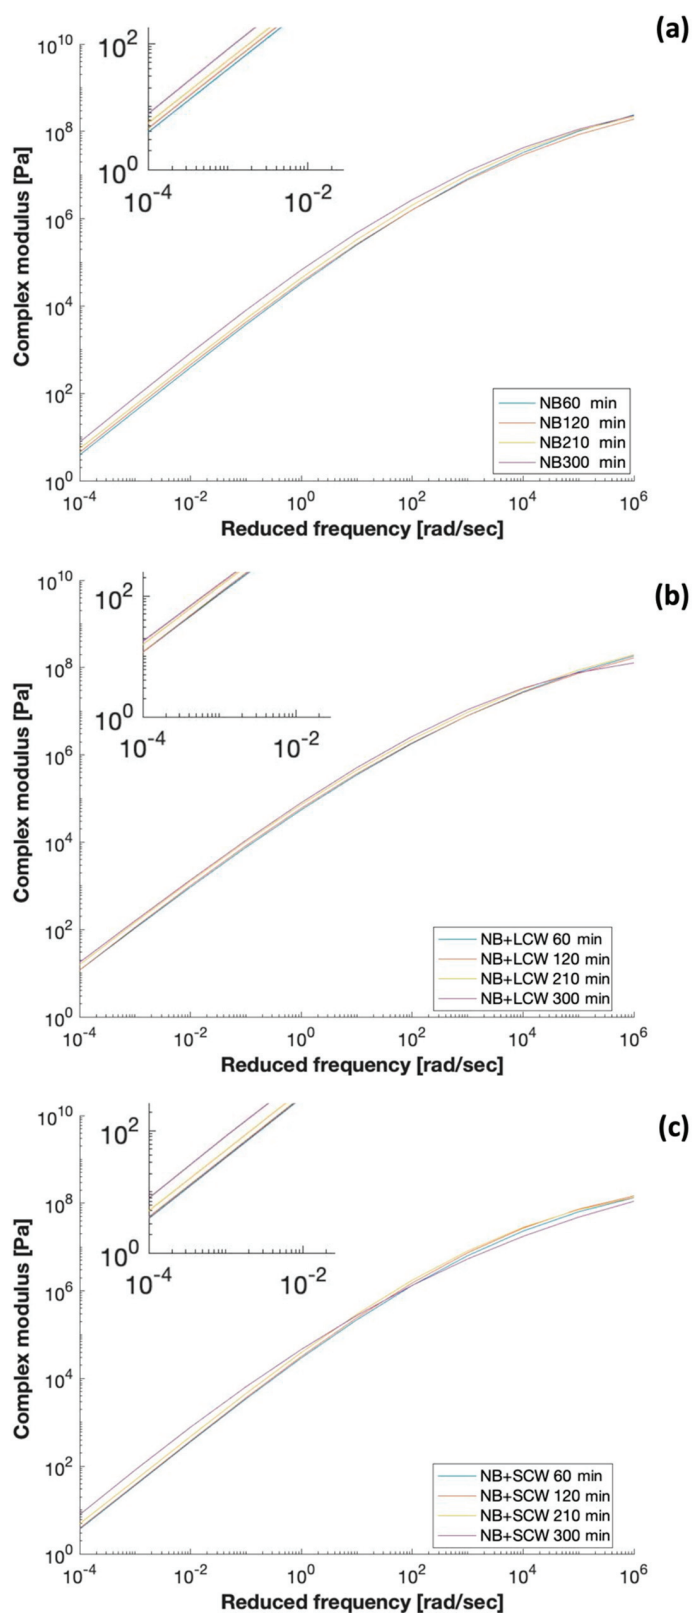 (a)
10^10
10^8
10^6
10^4
10^2
10^0
Complex modulus [Pa]
10^2
10^0
10^-4 10^-2
NB60 min
NB120 min
NB210 min
NB300 min
10^-4 10^-2 10^0 10^2 10^4 10^6
Reduced frequency [rad/sec]
(b)
10^10
10^8
10^6
10^4
10^2
10^0
Complex modulus [Pa]
10^2
10^0
10^-4 10^-2
NB+LCW 60 min
NB+LCW 120 min
NB+LCW 210 min
NB+LCW 300 min
10^-4 10^-2 10^0 10^2 10^4 10^6
Reduced frequency [rad/sec]
(c)
10^10
10^8
10^6
10^4
10^2
10^0
Complex modulus [Pa]
10^2
10^0
10^-4 10^-2
NB+SCW 60 min
NB+SCW 120 min
NB+SCW 210 min
NB+SCW 300 min
10^-4 10^-2 10^0 10^2 10^4 10^6
Reduced frequency [rad/sec]